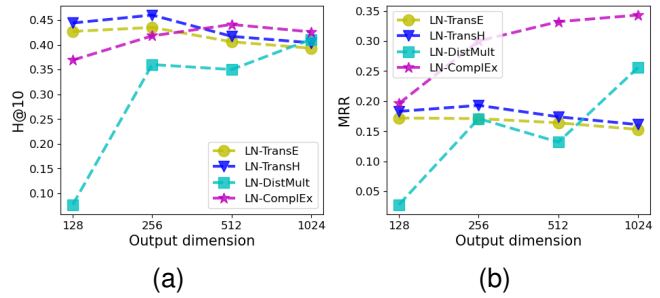 0.45
0.40
0.35
0.30
0.25
0.20
0.15
0.10
H@10
LN-TransE
LN-TransH
LN-DistMult
LN-ComplEx
128
256
512
1024
Output dimension
(a)
0.35
0.30
0.25
0.20
0.15
0.10
0.05
MRR
LN-TransE
LN-TransH
LN-DistMult
LN-ComplEx
128
256
512
1024
Output dimension
(b)